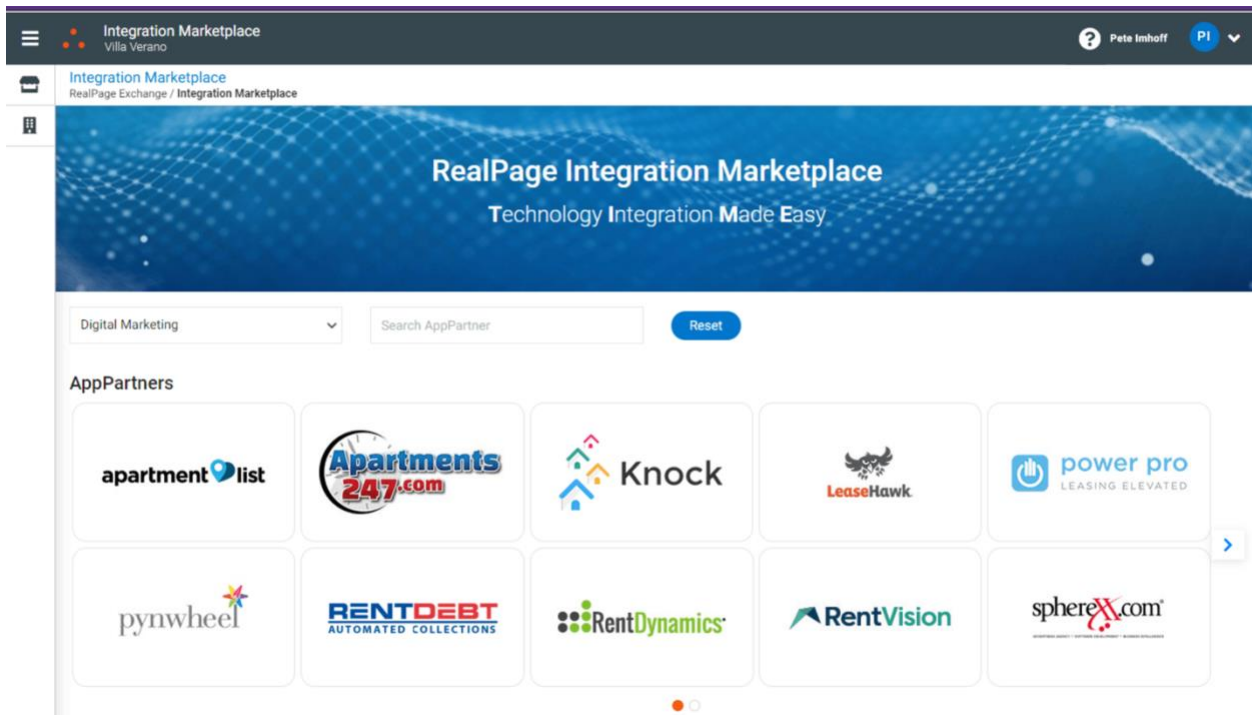 Integration Marketplace
Villa Verano
? Pete Imhoff PI
Integration Marketplace
RealPage Exchange / Integration Marketplace
RealPage Integration Marketplace
Technology Integration Made Easy
Digital Marketing
Search AppPartner
Reset
AppPartners
apartment list
Apartments
247.com
Knock
LeaseHawk
power pro
LEASING ELEVATED
pynwheel
RENTDEBT
AUTOMATED COLLECTIONS
RentDynamics
RentVision
spherexx.com